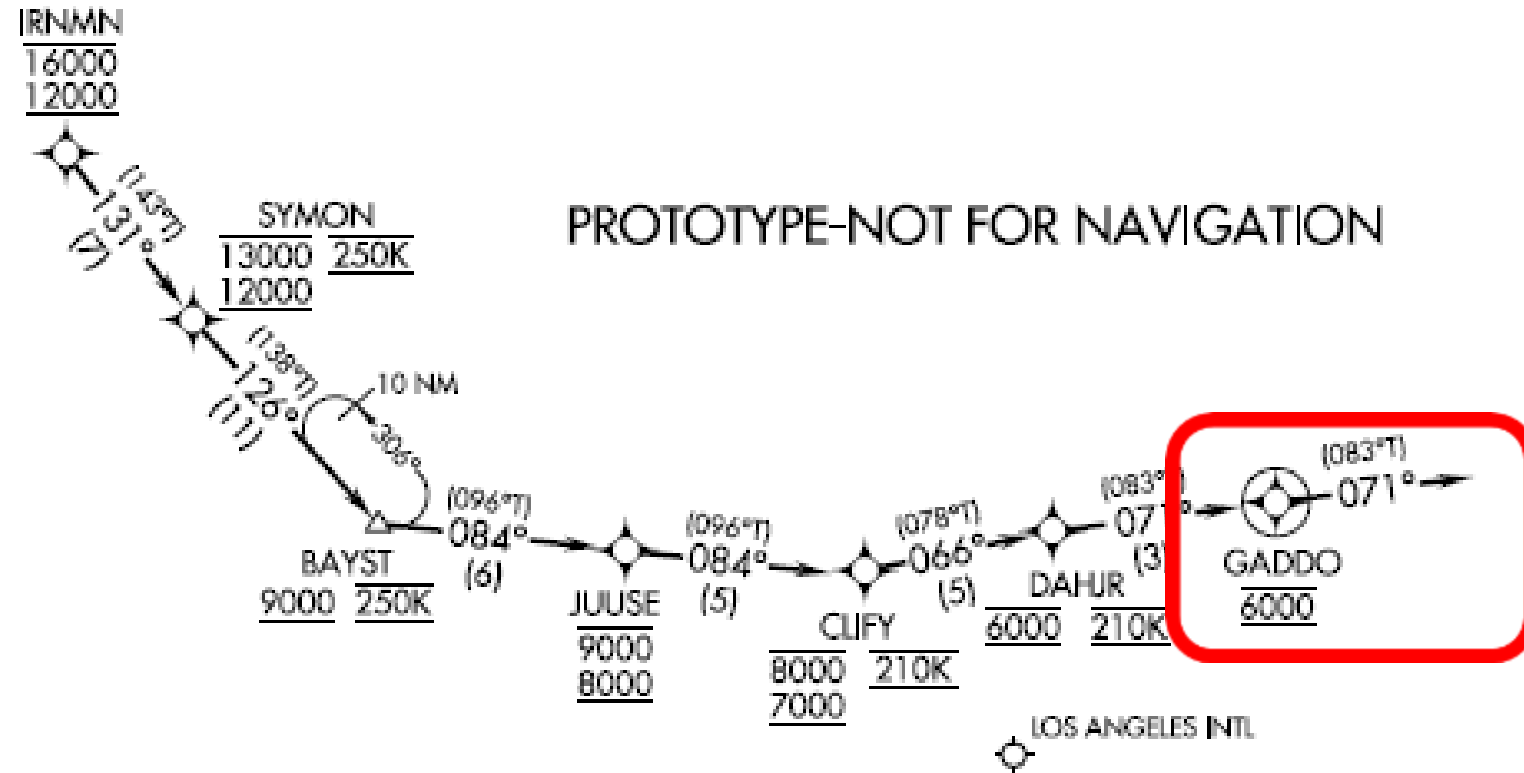 IRNMN
16000
12000
(143°T)
131°
(7)
SYMON
13000 250K
12000
PROTOTYPE-NOT FOR NAVIGATION
(138°T)
126°
(11)
10 NM
306°
BAYST
9000 250K
(096°T)
084°
(6)
JUUSE
9000
8000
(096°T)
084°
(5)
CLIFY
8000 210K
7000
(078°T)
066°
(5)
DAHJR
6000 210K
(083°T)
071°
(3)
GADDO
6000
(083°T)
071°
LOS ANGELES INTL